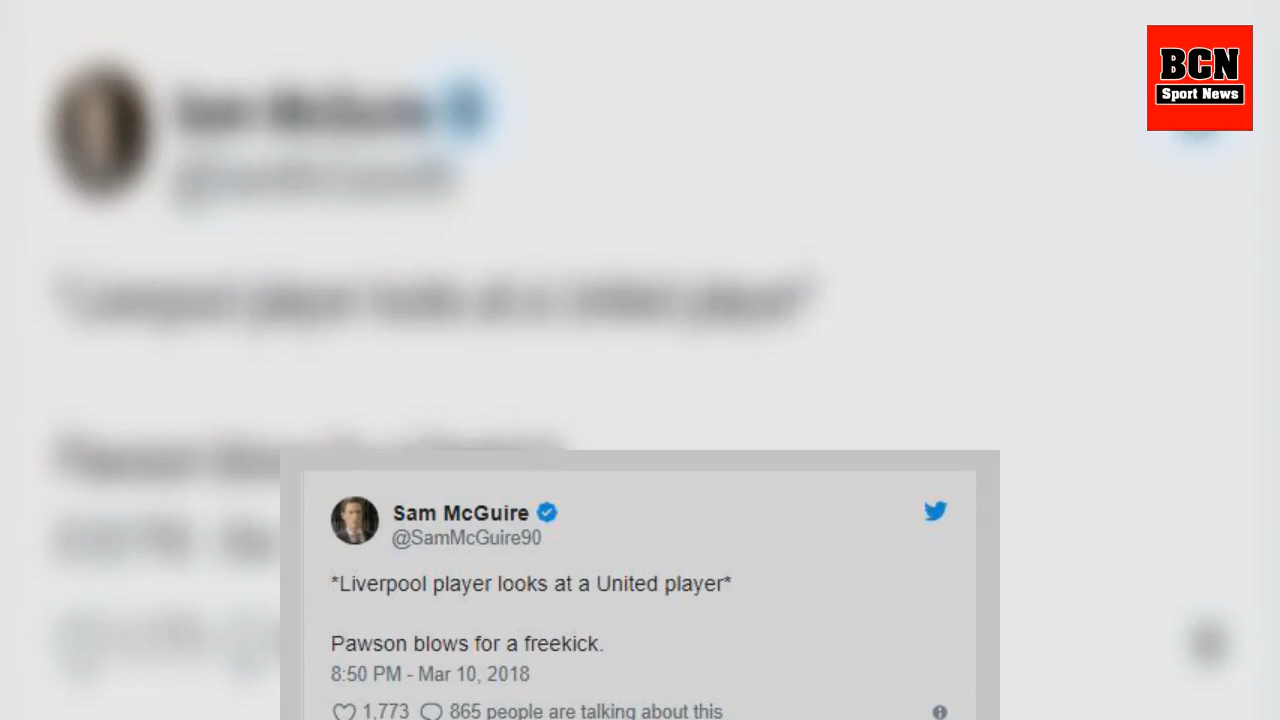 BCN
Sport News
Sam McGuire
@SamMcGuire90
*Liverpool player looks at a United player*
Pawson blows for a freekick.
8:50 PM - Mar 10, 2018
1,773 865 people are talking about this